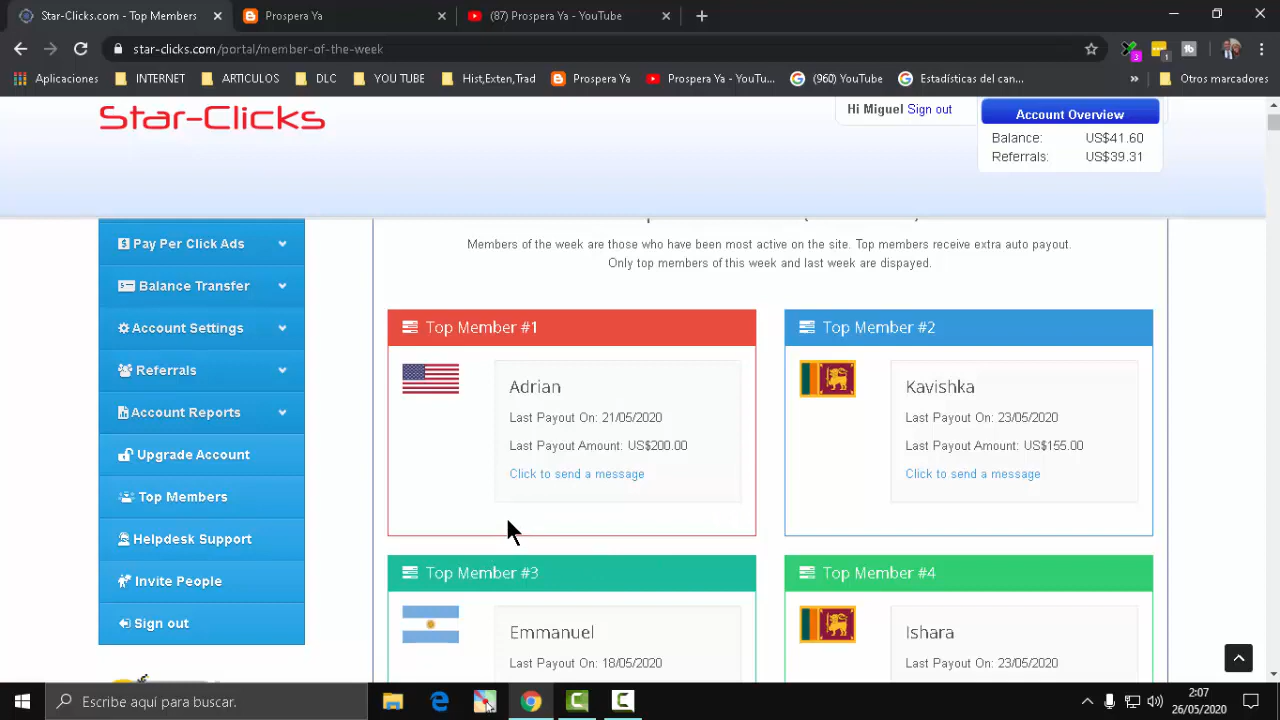 Star-Clicks.com - Top Members
Prospera Ya
(87) Prospera Ya - YouTube
star-clicks.com/portal/member-of-the-week
3
4
Aplicaciones
INTERNET
ARTICULOS
DLC
YOU TUBE
Hist,Exten,Trad
Prospera Ya
Prospera Ya - YouTu...
(960) YouTube
Estadísticas del can...
»
Otros marcadores
Star-Clicks
Hi Miguel Sign out
Account Overview
Balance: US$41.60
Referrals: US$39.31
Pay Per Click Ads
Balance Transfer
Account Settings
Referrals
Account Reports
Upgrade Account
Top Members
Helpdesk Support
Invite People
Sign out
Members of the week are those who have been most active on the site. Top members receive extra auto payout.
Only top members of this week and last week are dispayed.
Top Member #1
Adrian
Last Payout On: 21/05/2020
Last Payout Amount: US$200.00
Click to send a message
Top Member #2
Kavishka
Last Payout On: 23/05/2020
Last Payout Amount: US$155.00
Click to send a message
Top Member #3
Emmanuel
Last Payout On: 18/05/2020
Top Member #4
Ishara
Last Payout On: 23/05/2020
Escribe aquí para buscar.
2:07
26/05/2020